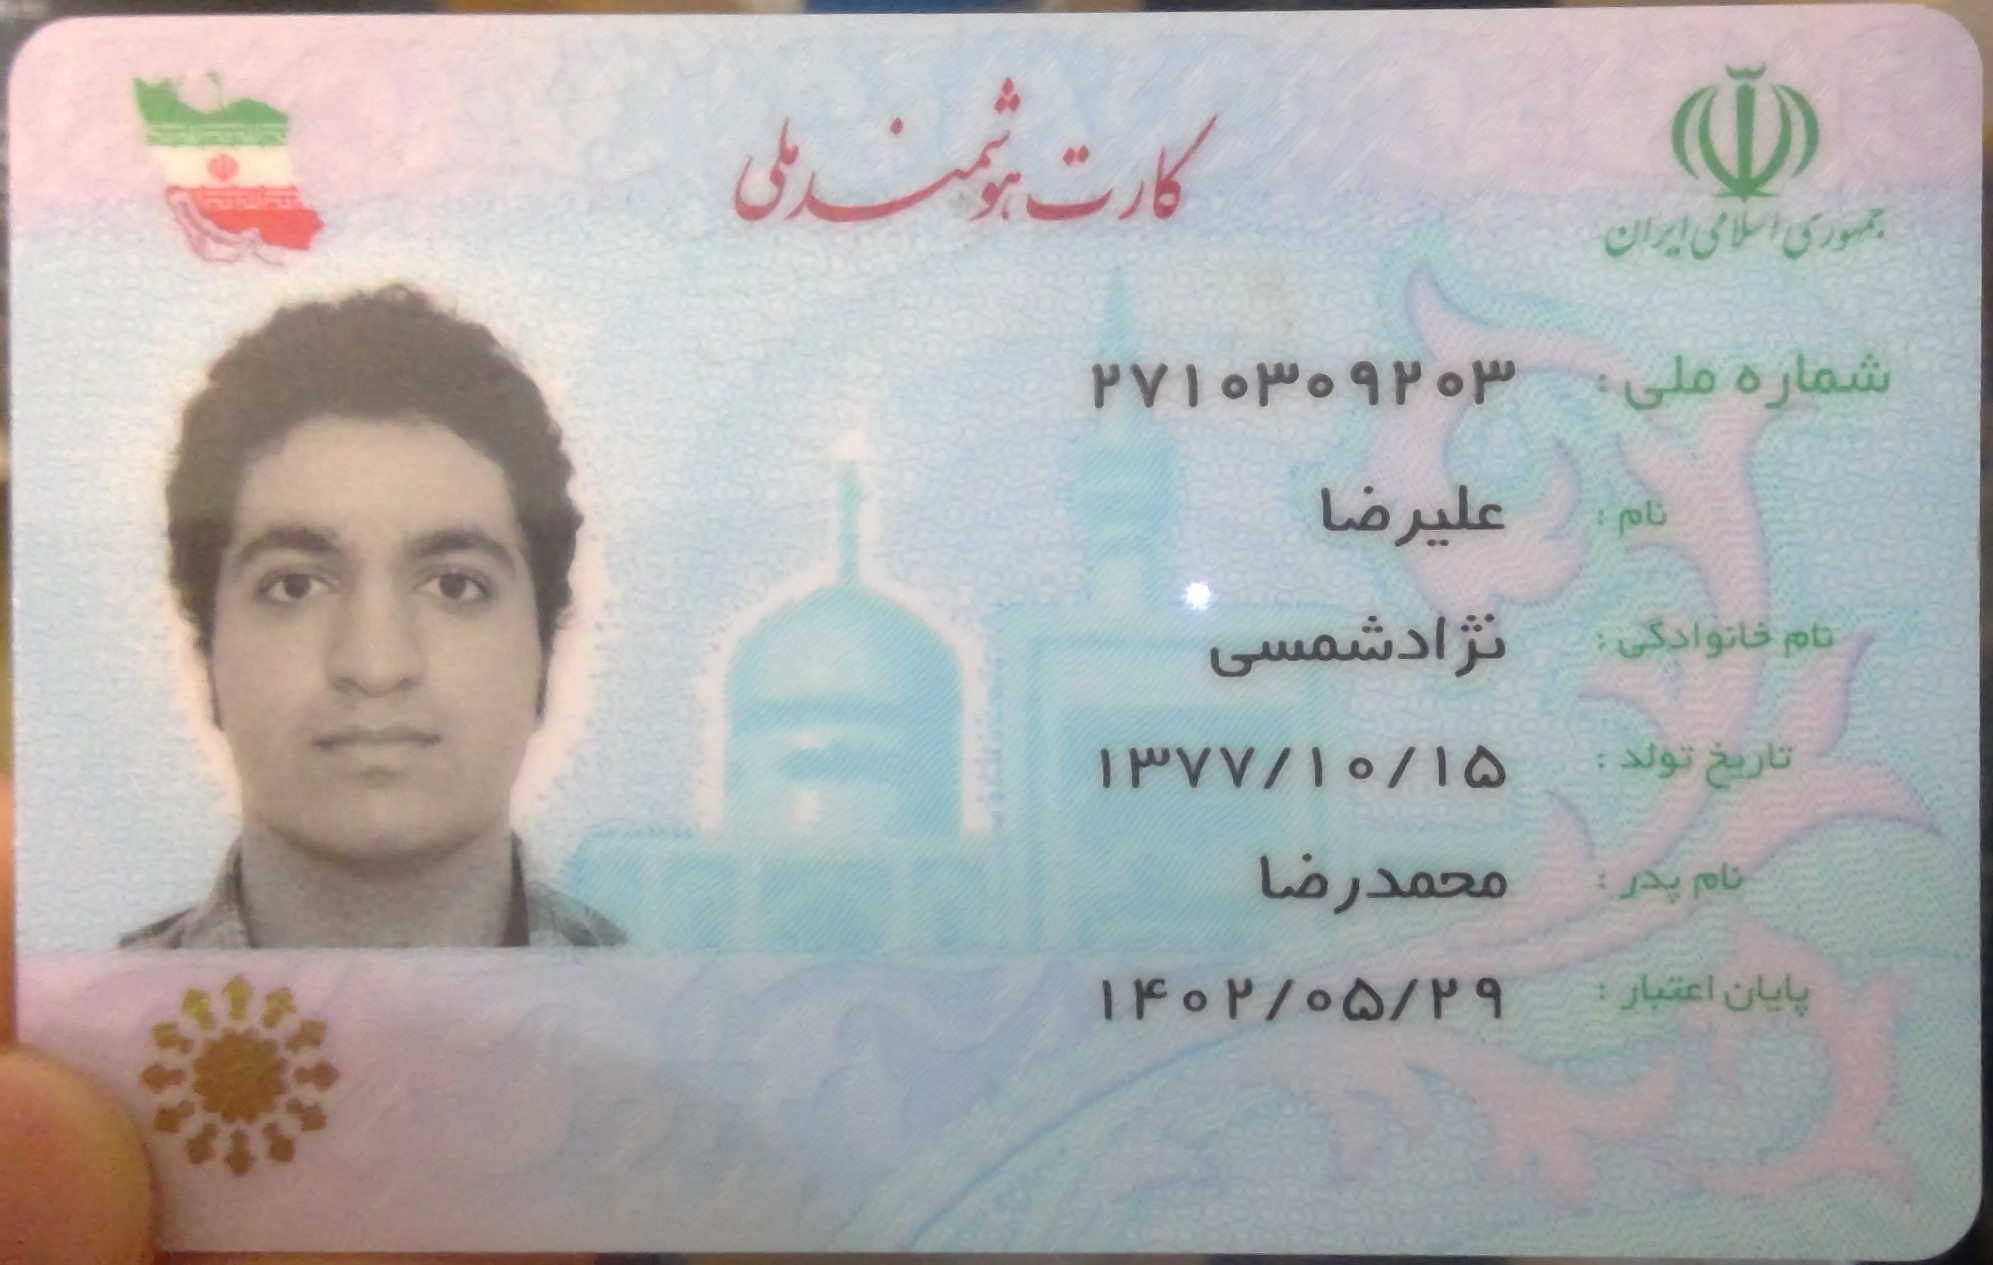 کارت هوشمند ملی
جمهوری اسلامی ایران
شماره ملی : ۲۷۱۰۳۰۹۲۰۳
نام : علیرضا
نام خانوادگی : نژادشمسی
تاریخ تولد : ۱۳۷۷/۱۰/۱۵
نام پدر : محمدرضا
پایان اعتبار : ۱۴۰۲/۰۵/۲۹